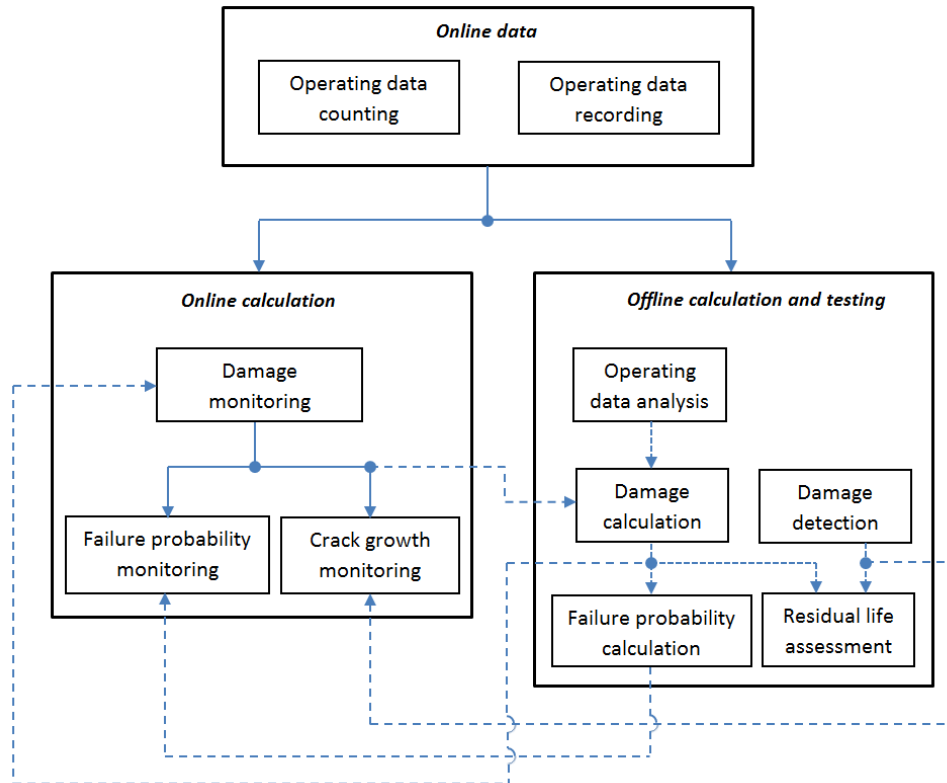 Online data
Operating data
counting
Operating data
recording
Online calculation
Damage
monitoring
Failure probability
monitoring
Crack growth
monitoring
Offline calculation and testing
Operating
data analysis
Damage
calculation
Damage
detection
Failure probability
calculation
Residual life
assessment